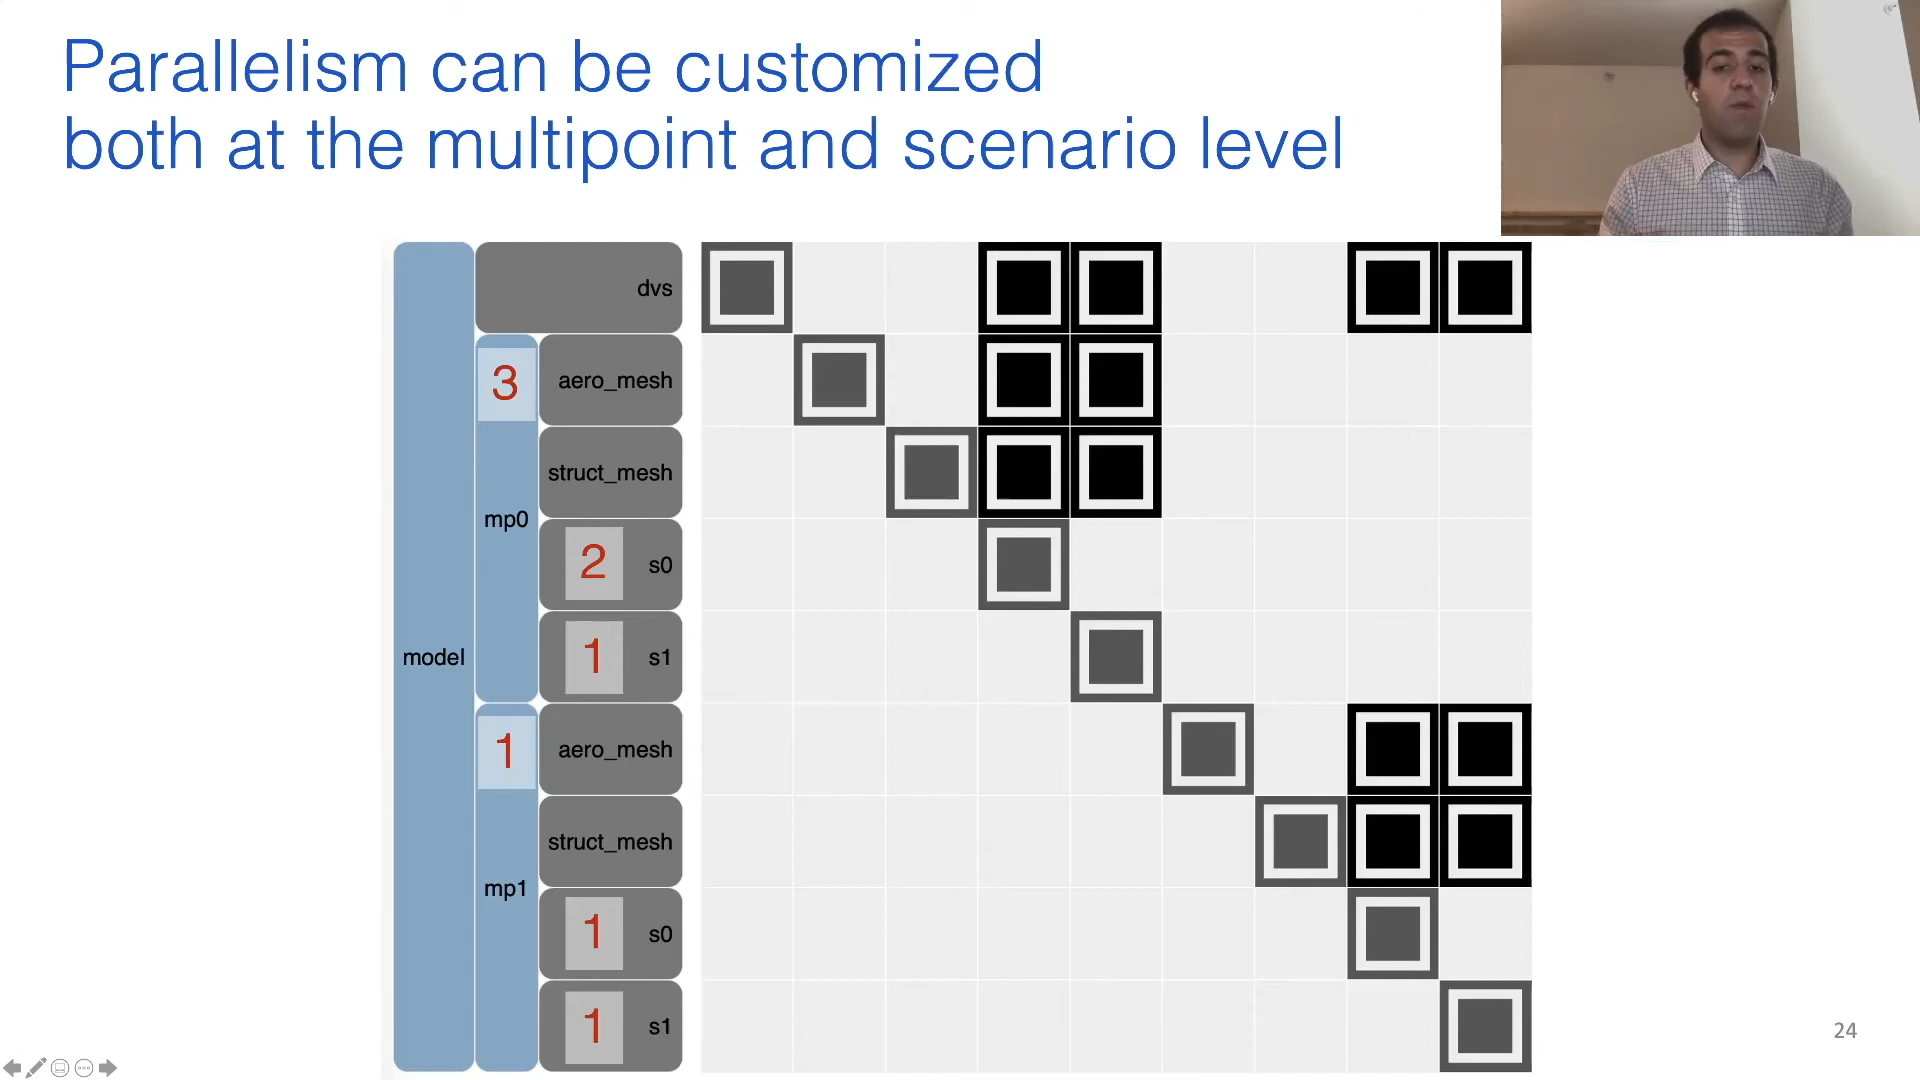 Parallelism can be customized
both at the multipoint and scenario level
dvs
3
aero_mesh
struct_mesh
mp0
2
s0
1
s1
model
1
aero_mesh
struct_mesh
mp1
1
s0
1
s1
24